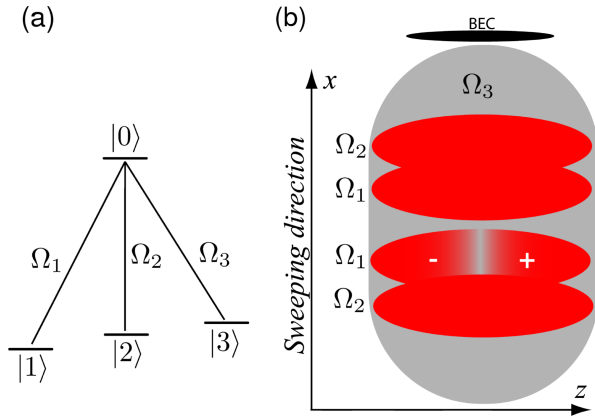 (a)
|0⟩
Ω₁
Ω₂
Ω₃
|1⟩
|2⟩
|3⟩
(b)
BEC
x
Ω₃
Ω₂
Ω₁
Ω₁
-
+
Ω₂
Sweeping direction
z